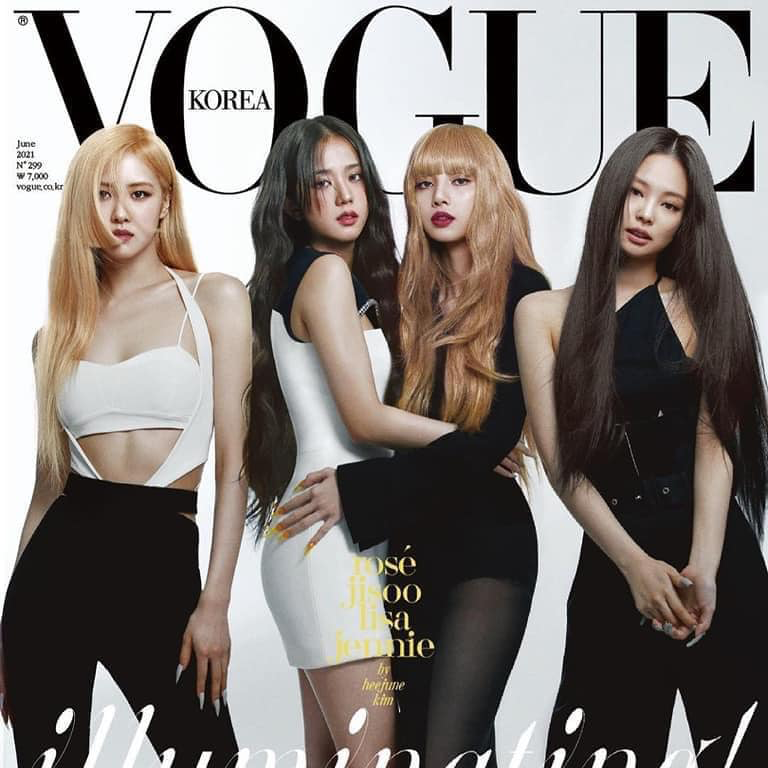 VOGUE
®
KOREA
June
2021
N° 299
₩ 7,000
vogue.co.kr
rosé
jisoo
lisa
jennie
by
heejune
kim
illuminating!